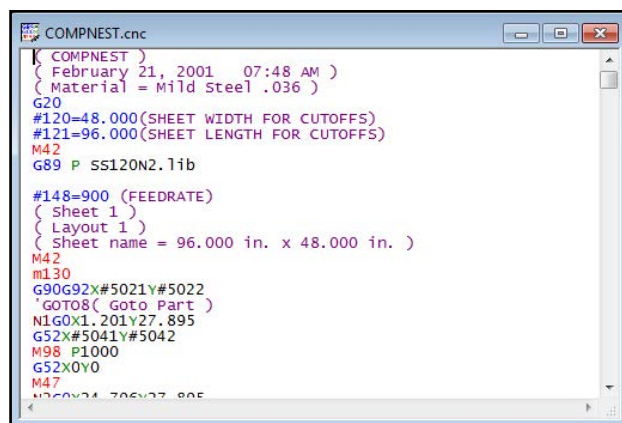 COMPNEST.cnc
( COMPNEST )
( February 21, 2001   07:48 AM )
( Material = Mild Steel .036 )
G20
#120=48.000(SHEET WIDTH FOR CUTOFFS)
#121=96.000(SHEET LENGTH FOR CUTOFFS)
M42
G89 P SS120N2.lib
#148=900 (FEEDRATE)
( Sheet 1 )
( Layout 1 )
( Sheet name = 96.000 in. x 48.000 in. )
M42
m130
G90G92X#5021Y#5022
'GOTO8( Goto Part )
N1G0X1.201Y27.895
G52X#5041Y#5042
M98 P1000
G52X0Y0
M47